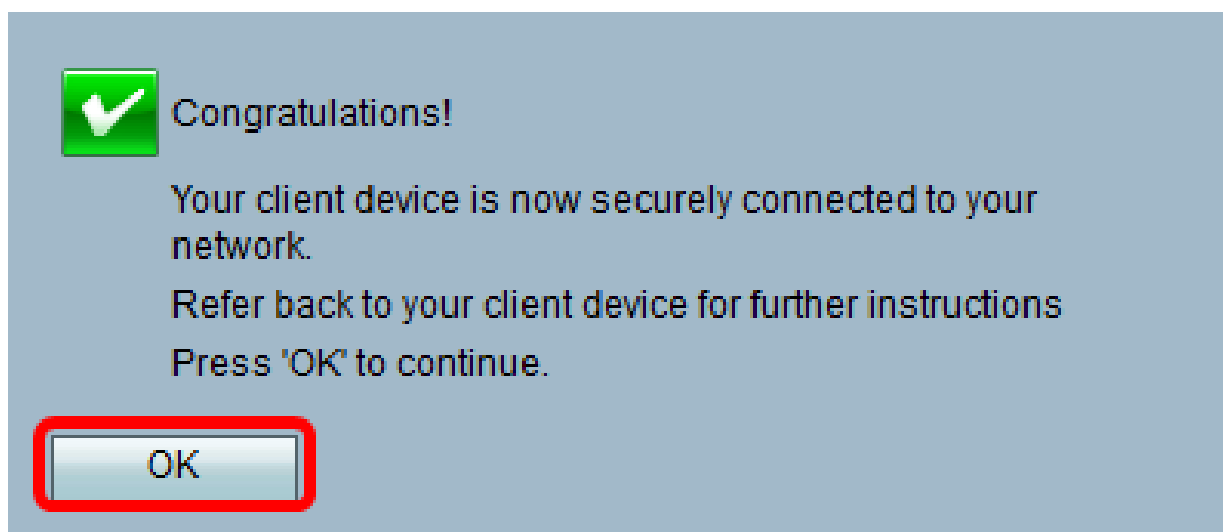 Congratulations!
Your client device is now securely connected to your
network.
Refer back to your client device for further instructions
Press 'OK' to continue.
OK